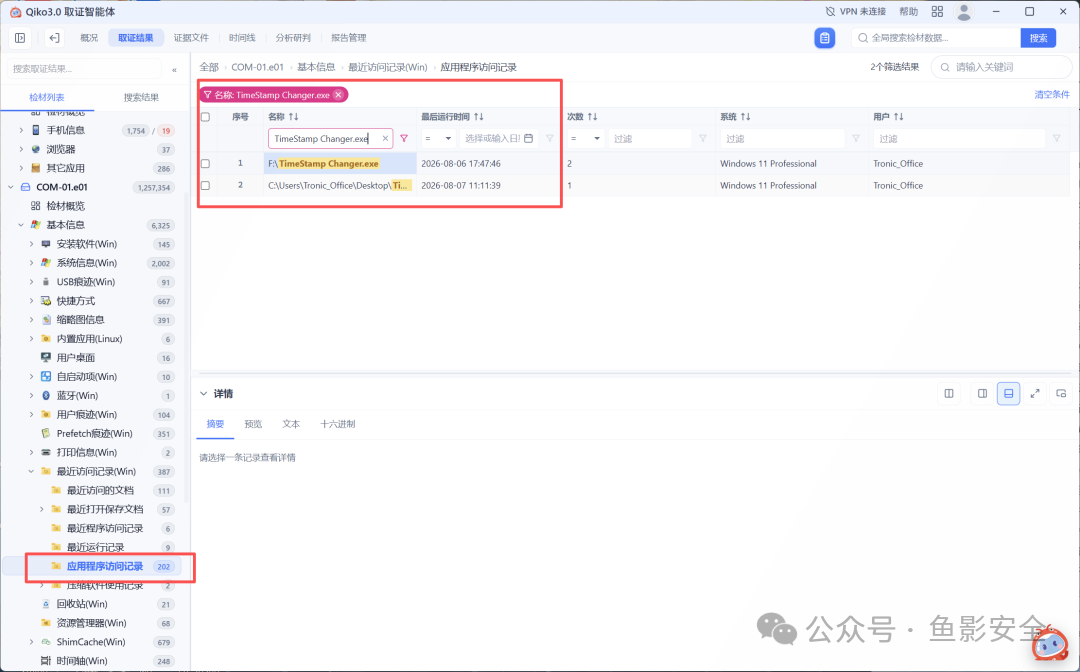 Qiko3.0 取证智能体
VPN 未连接 帮助
概况 取证结果 证据文件 时间线 分析研判 报告管理
全局搜索检材数据... 搜索
搜索取证结果... «
检材列表 搜索结果
检材概览
手机信息 1,754 / 19
浏览器 37
其它应用 286
COM-01.e01 1,257,354
检材概览
基本信息 6,325
安装软件(Win) 145
系统信息(Win) 2,002
USB痕迹(Win) 91
快捷方式 667
缩略图信息 391
内置应用(Linux) 6
用户桌面 16
自启动项(Win) 10
蓝牙(Win) 1
用户痕迹(Win) 104
Prefetch痕迹(Win) 351
打印信息(Win) 2
最近访问记录(Win) 387
最近访问的文档 111
最近打开保存文档 57
最近程序访问记录 6
最近运行记录 9
应用程序访问记录 202
压缩软件使用记录 2
回收站(Win) 21
资源管理器(Win) 68
ShimCache(Win) 679
时间轴(Win) 248
全部 › COM-01.e01 › 基本信息 › 最近访问记录(Win) › 应用程序访问记录
2个筛选结果 请输入关键词
名称: TimeStamp Changer.exe
清空条件
序号 名称 ↑↓ 最后运行时间 ↑↓ 次数 ↑↓ 系统 ↑↓ 用户 ↑↓
TimeStamp Changer.exe = 选择或输入日期 = 过滤 过滤 过滤
1 F:\TimeStamp Changer.exe 2026-08-06 17:47:46 2 Windows 11 Professional Tronic_Office
2 C:\Users\Tronic_Office\Desktop\Ti... 2026-08-07 11:11:39 1 Windows 11 Professional Tronic_Office
详情
摘要 预览 文本 十六进制
请选择一条记录查看详情
公众号 · 鱼影安全